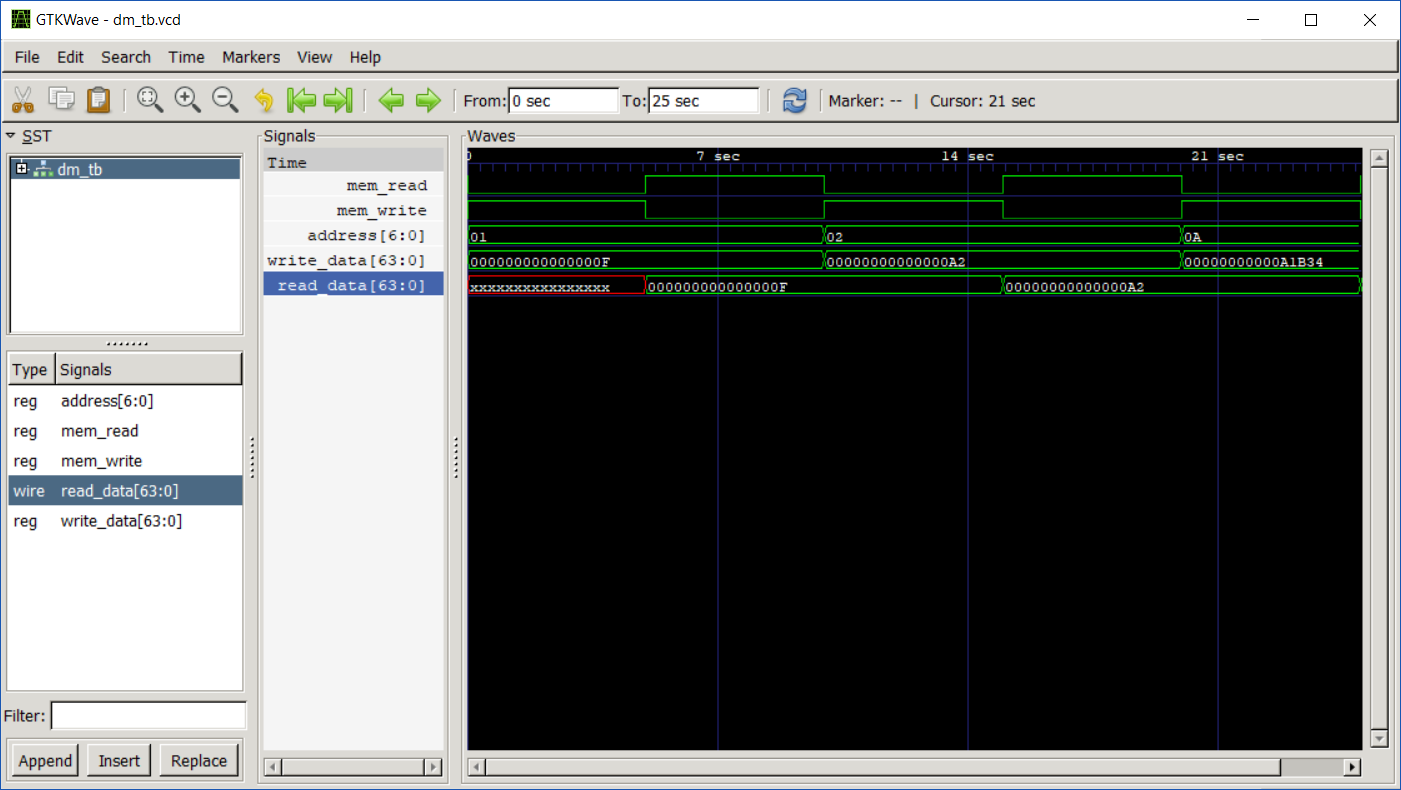 GTKWave - dm_tb.vcd
File Edit Search Time Markers View Help
From: 0 sec To: 25 sec Marker: -- | Cursor: 21 sec
SST
dm_tb
Type Signals
reg address[6:0]
reg mem_read
reg mem_write
wire read_data[63:0]
reg write_data[63:0]
Filter:
Append Insert Replace
Signals
Time
mem_read
mem_write
address[6:0]
write_data[63:0]
read_data[63:0]
Waves
0 7 sec 14 sec 21 sec
01 02 0A
000000000000000F 00000000000000A2 00000000000A1B34
xxxxxxxxxxxxxxxx 000000000000000F 00000000000000A2